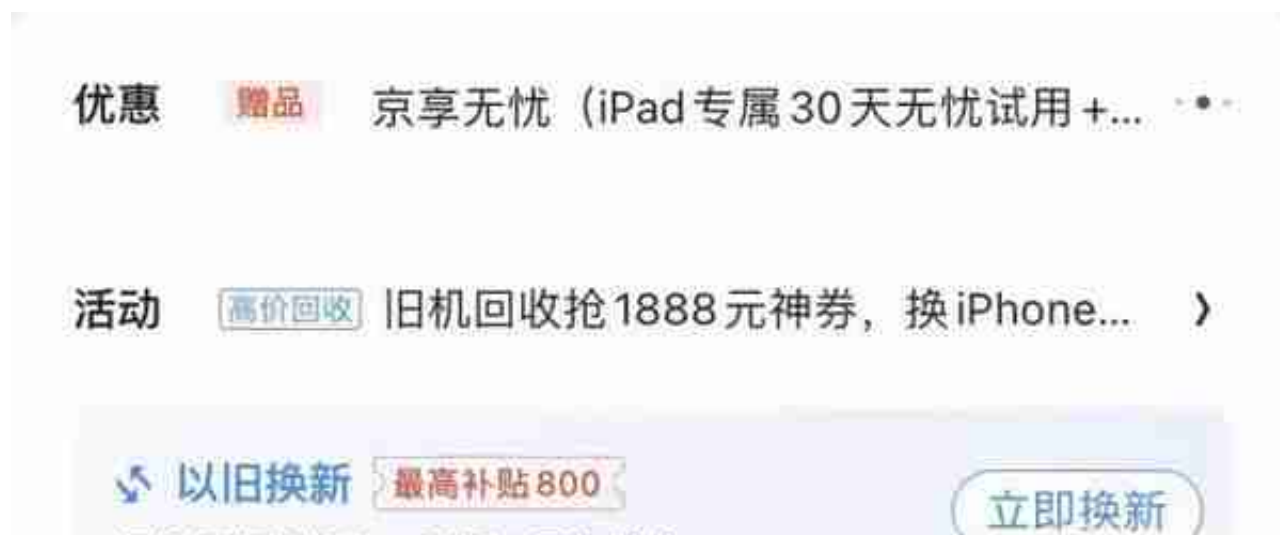 优惠 赠品 京享无忧（iPad专属30天无忧试用+...
活动 高价回收 旧机回收抢1888元神券，换iPhone...
以旧换新 最高补贴800 立即换新